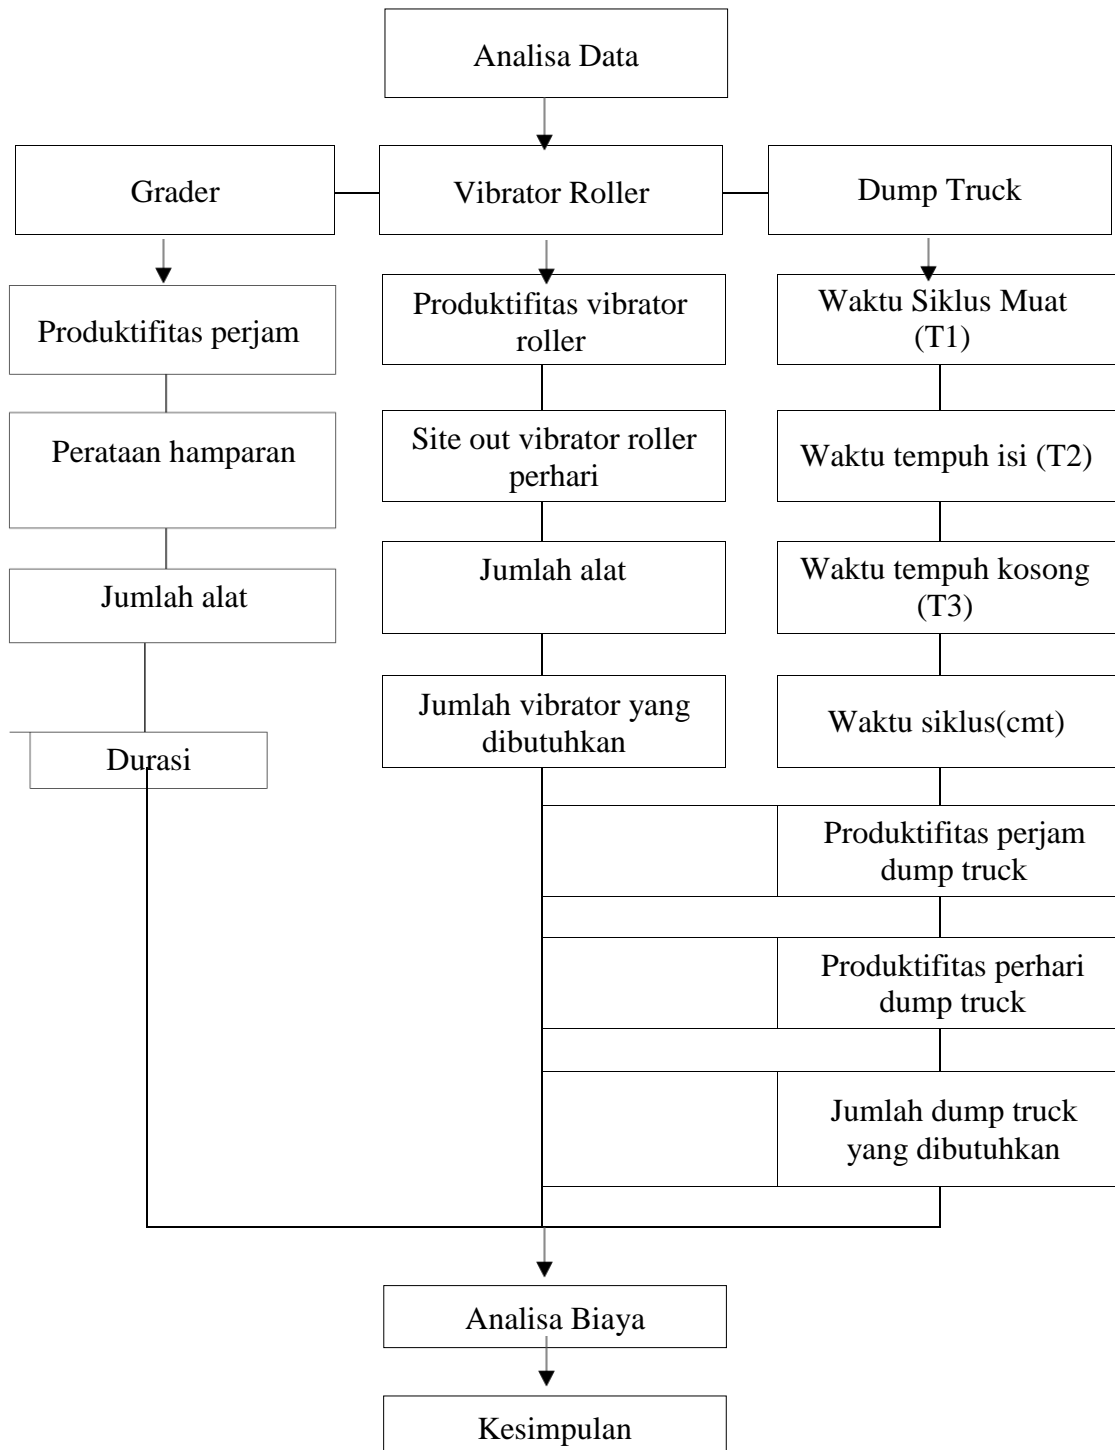 Analisa Data
Grader
Vibrator Roller
Dump Truck
Produktifitas perjam
Perataan hamparan
Jumlah alat
Durasi
Produktifitas vibrator
roller
Site out vibrator roller
perhari
Jumlah alat
Jumlah vibrator yang
dibutuhkan
Waktu Siklus Muat
(T1)
Waktu tempuh isi (T2)
Waktu tempuh kosong
(T3)
Waktu siklus(cmt)
Produktifitas perjam
dump truck
Produktifitas perhari
dump truck
Jumlah dump truck
yang dibutuhkan
Analisa Biaya
Kesimpulan